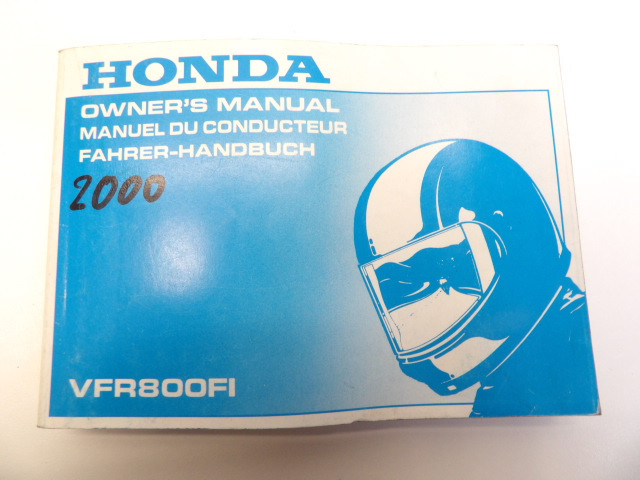 HONDA
OWNER'S MANUAL
MANUEL DU CONDUCTEUR
FAHRER-HANDBUCH
2000
VFR800FI